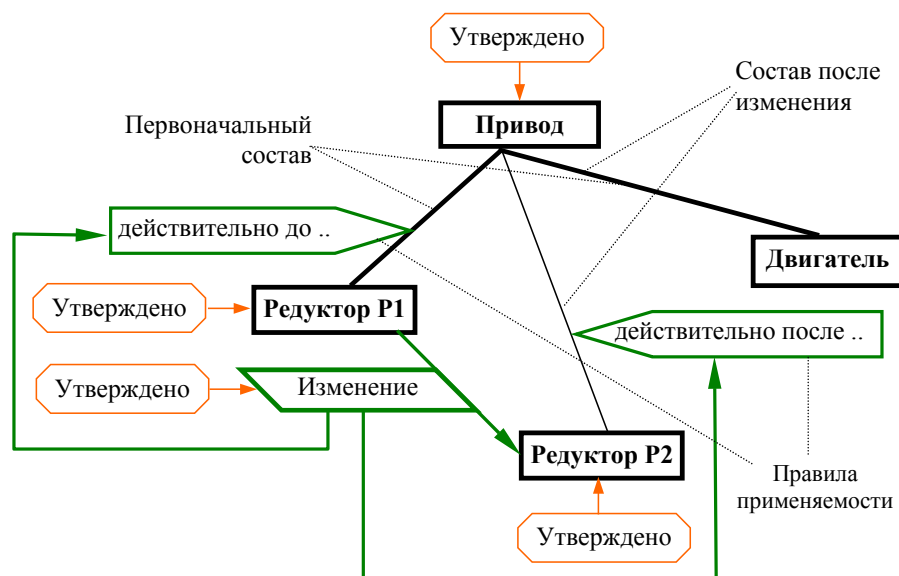 Утверждено
Состав после
изменения
Первоначальный
состав
Привод
действительно до ..
Двигатель
Утверждено
Редуктор Р1
действительно после ..
Утверждено
Изменение
Редуктор Р2
Правила
применяемости
Утверждено